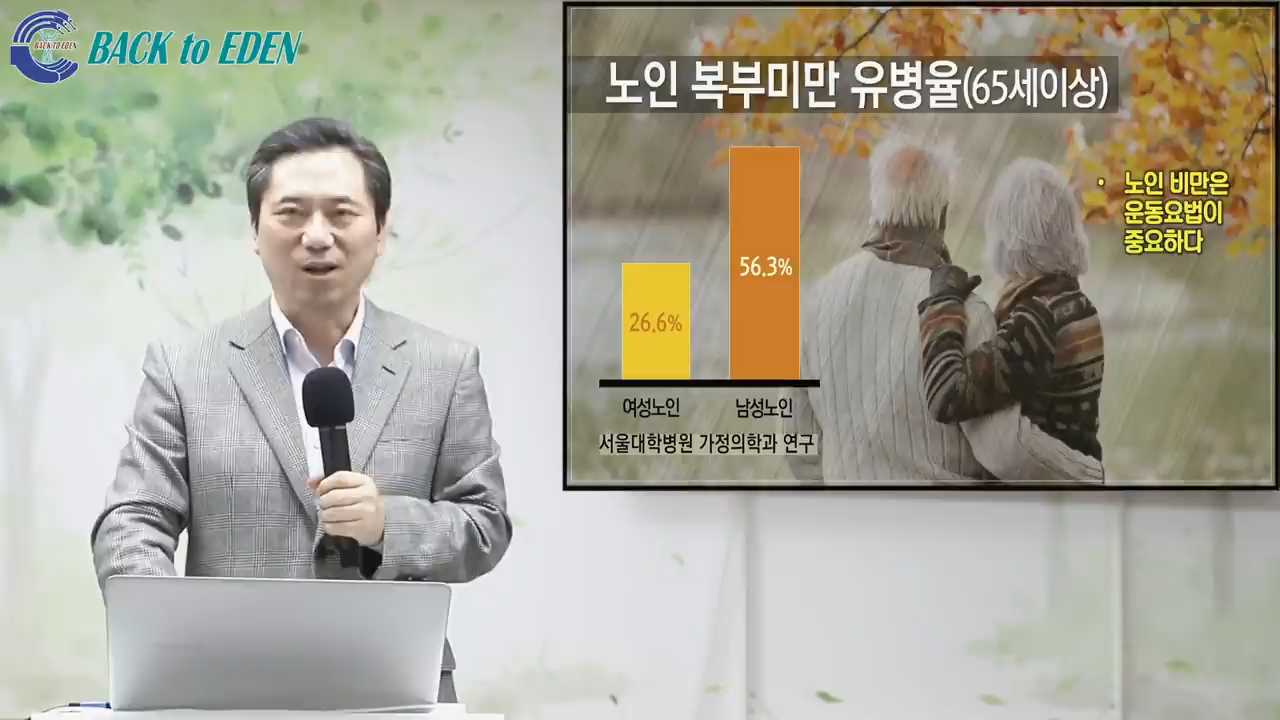 BACK TO EDEN
BACK to EDEN
노인 복부미만 유병율(65세이상)
• 노인 비만은
운동요법이
중요하다
56.3%
26.6%
여성노인 남성노인
서울대학병원 가정의학과 연구